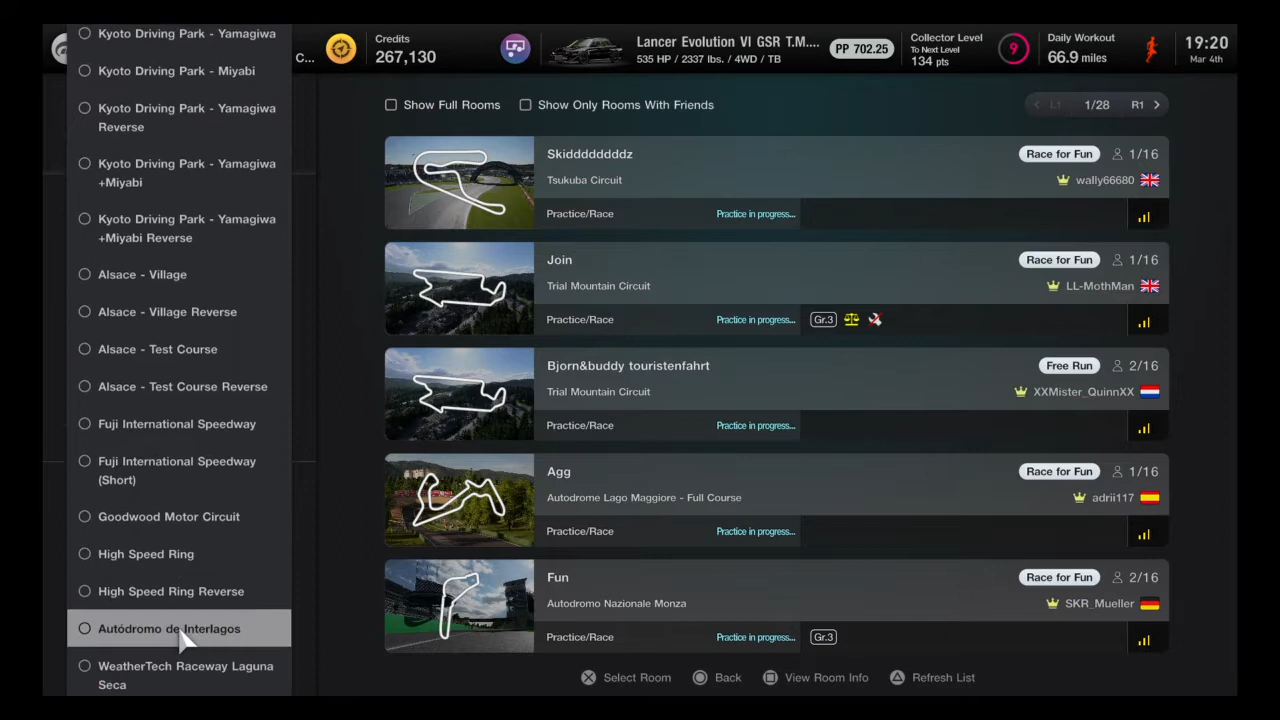 C...
Credits
267,130
Lancer Evolution VI GSR T.M....
535 HP / 2337 lbs. / 4WD / TB
PP 702.25
Collector Level
To Next Level
134 pts
9
Daily Workout
66.9 miles
19:20
Mar 4th
Kyoto Driving Park - Yamagiwa
Kyoto Driving Park - Miyabi
Kyoto Driving Park - Yamagiwa
Reverse
Kyoto Driving Park - Yamagiwa
+Miyabi
Kyoto Driving Park - Yamagiwa
+Miyabi Reverse
Alsace - Village
Alsace - Village Reverse
Alsace - Test Course
Alsace - Test Course Reverse
Fuji International Speedway
Fuji International Speedway
(Short)
Goodwood Motor Circuit
High Speed Ring
High Speed Ring Reverse
Autódromo de Interlagos
WeatherTech Raceway Laguna
Seca
Show Full Rooms
Show Only Rooms With Friends
L1 1/28 R1
Skiddddddddz
Race for Fun 1/16
Tsukuba Circuit
wally66680
Practice/Race
Practice in progress...
Join
Race for Fun 1/16
Trial Mountain Circuit
LL-MothMan
Practice/Race
Practice in progress...
Gr.3
Bjorn&buddy touristenfahrt
Free Run 2/16
Trial Mountain Circuit
XXMister_QuinnXX
Practice/Race
Practice in progress...
Agg
Race for Fun 1/16
Autodrome Lago Maggiore - Full Course
adrii117
Practice/Race
Practice in progress...
Fun
Race for Fun 2/16
Autodromo Nazionale Monza
SKR_Mueller
Practice/Race
Practice in progress...
Gr.3
Select Room
Back
View Room Info
Refresh List